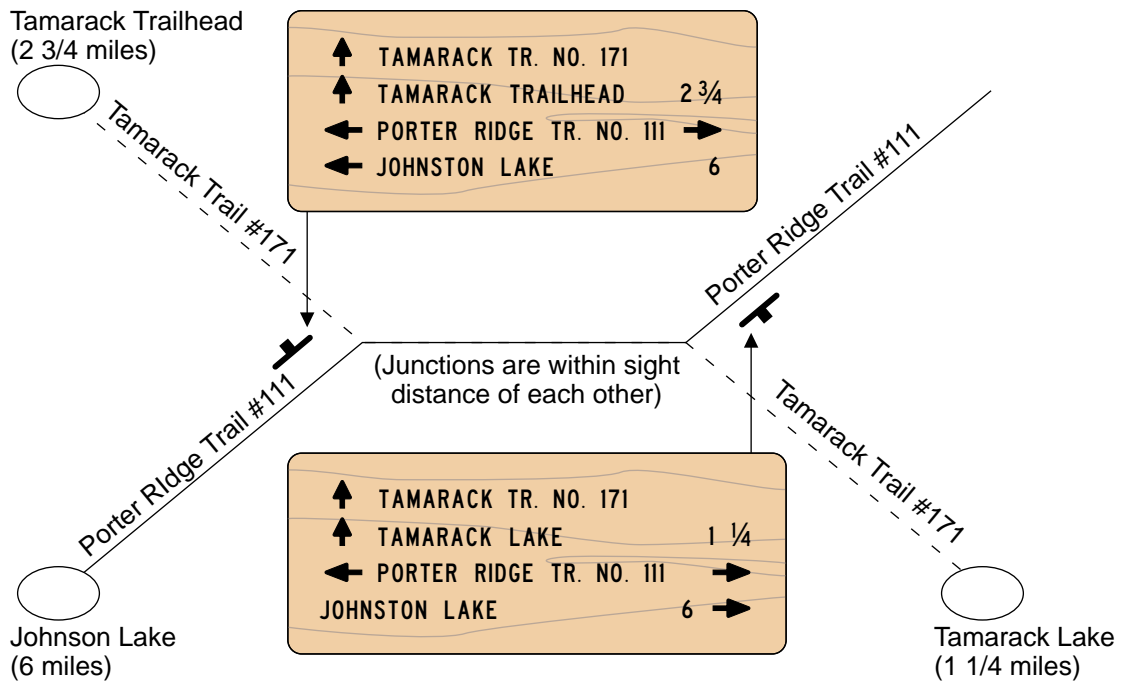 Tamarack Trailhead
(2 3/4 miles)
TAMARACK TR. NO. 171
TAMARACK TRAILHEAD 2 3/4
PORTER RIDGE TR. NO. 111
JOHNSTON LAKE 6
Tamarack Trail #171
Porter Ridge Trail #111
(Junctions are within sight
distance of each other)
Porter RIdge Trail #111
Tamarack Trail #171
TAMARACK TR. NO. 171
TAMARACK LAKE 1 1/4
PORTER RIDGE TR. NO. 111
JOHNSTON LAKE 6
Johnson Lake
(6 miles)
Tamarack Lake
(1 1/4 miles)